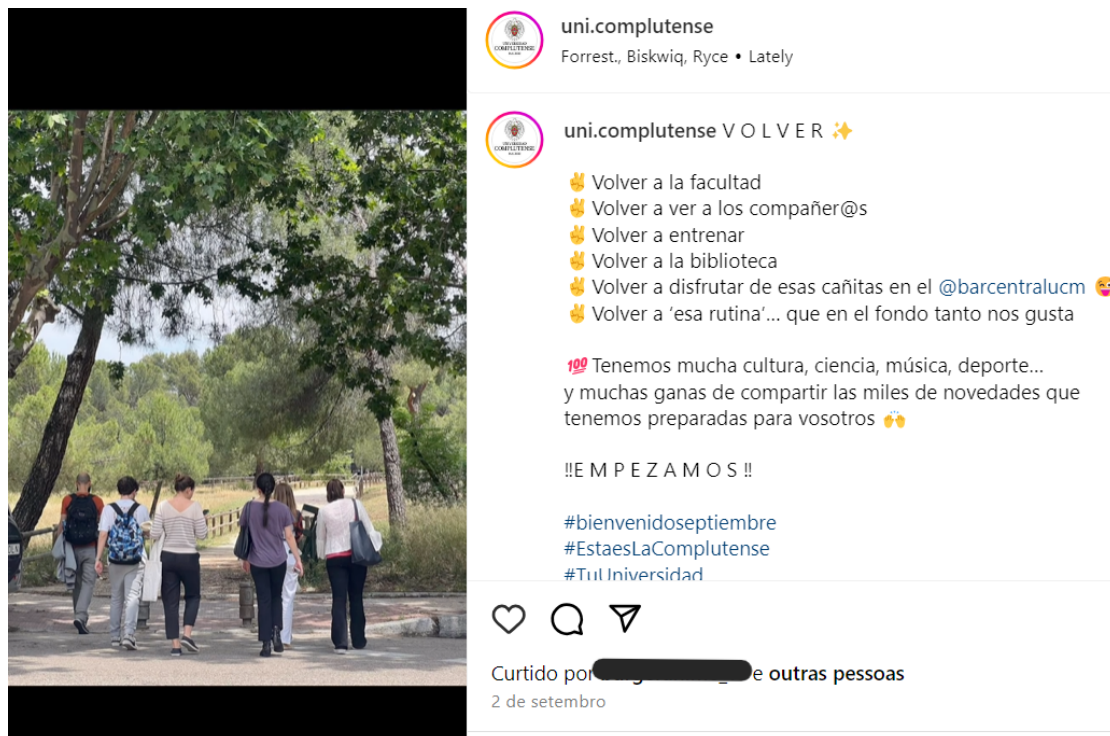 uni.complutense
Forrest., Biskwiq, Ryce • Lately
uni.complutense V O L V E R ✨
✌️ Volver a la facultad
✌️ Volver a ver a los compañer@s
✌️ Volver a entrenar
✌️ Volver a la biblioteca
✌️ Volver a disfrutar de esas cañitas en el @barcentralucm 😜
✌️ Volver a ‘esa rutina’... que en el fondo tanto nos gusta
💯 Tenemos mucha cultura, ciencia, música, deporte...
y muchas ganas de compartir las miles de novedades que
tenemos preparadas para vosotros 🙌
‼️E M P E Z A M O S ‼️
#bienvenidoseptiembre
#EstaesLaComplutense
#TuUniversidad
Curtido por e outras pessoas
2 de setembro